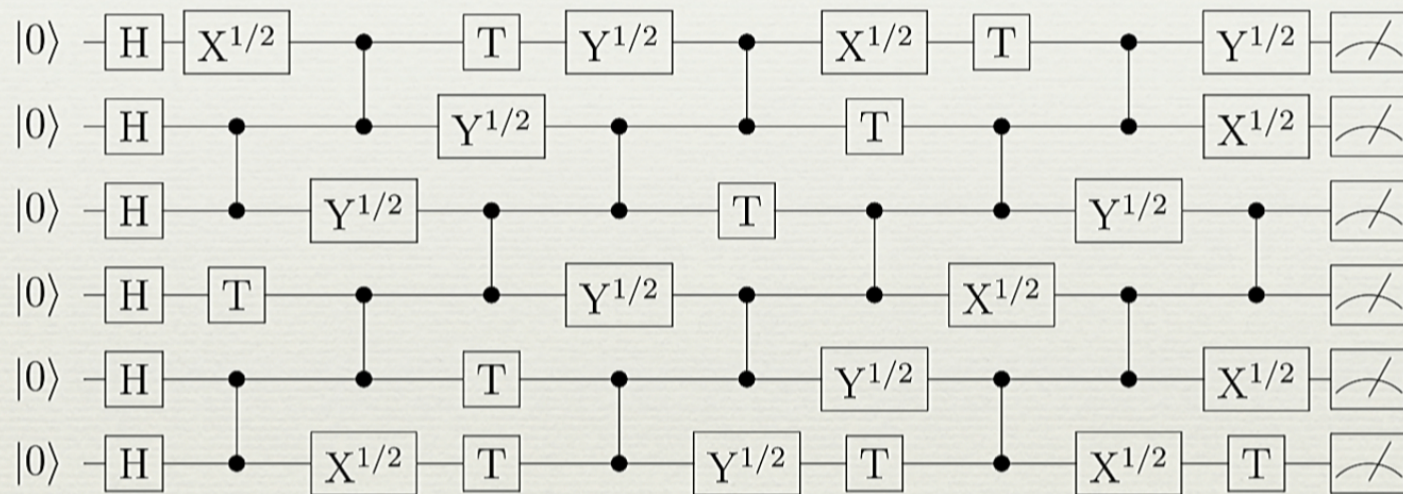 |0⟩ H X^{1/2} T Y^{1/2} X^{1/2} T Y^{1/2}
|0⟩ H Y^{1/2} T X^{1/2}
|0⟩ H Y^{1/2} T Y^{1/2}
|0⟩ H T Y^{1/2} X^{1/2}
|0⟩ H T Y^{1/2} X^{1/2}
|0⟩ H X^{1/2} T Y^{1/2} T X^{1/2} T